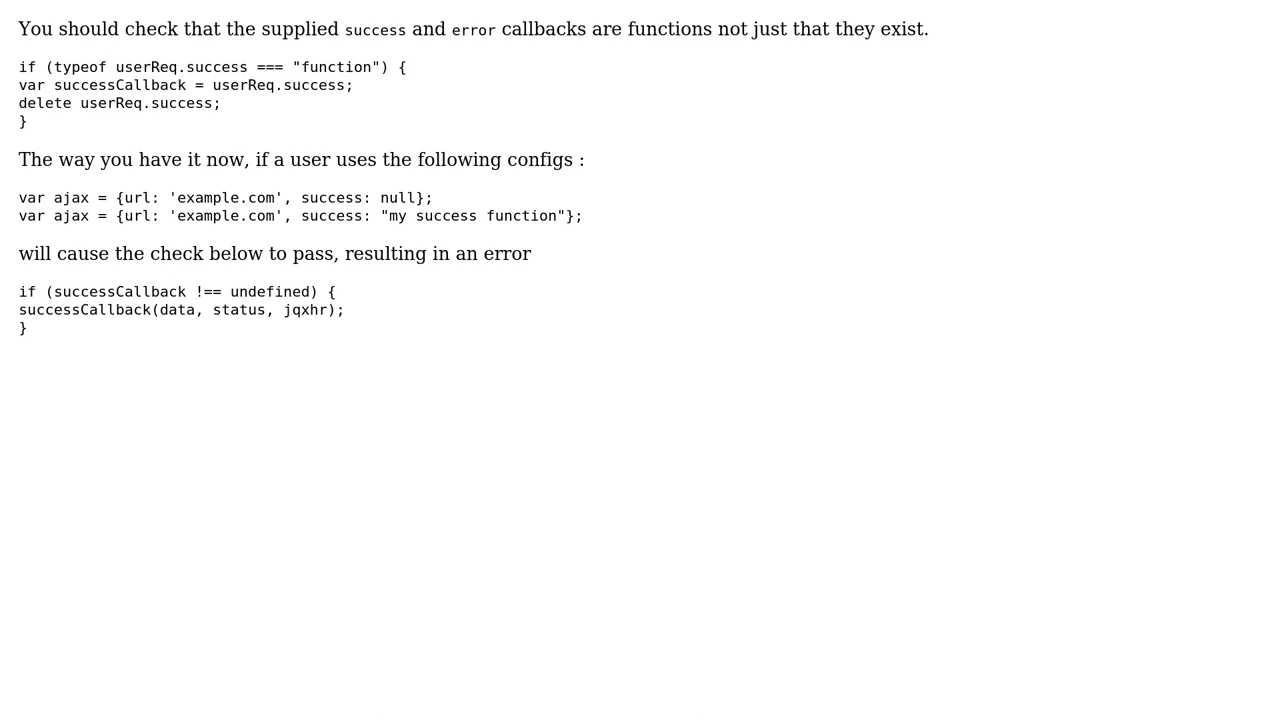 You should check that the supplied success and error callbacks are functions not just that they exist.
if (typeof userReq.success === "function") {
var successCallback = userReq.success;
delete userReq.success;
}
The way you have it now, if a user uses the following configs :
var ajax = {url: 'example.com', success: null};
var ajax = {url: 'example.com', success: "my success function"};
will cause the check below to pass, resulting in an error
if (successCallback !== undefined) {
successCallback(data, status, jqxhr);
}